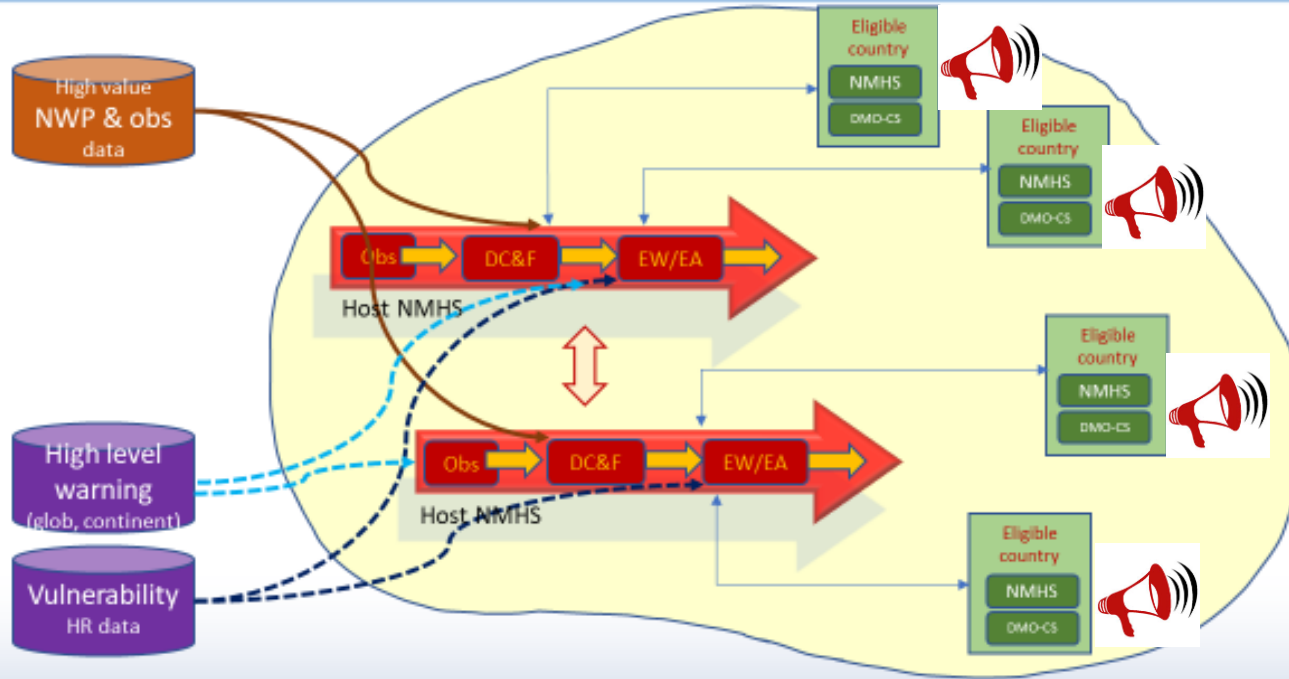 High value
NWP & obs
data
High level
warning
(glob, continent)
Vulnerability
HR data
Obs
DC&F
EW/EA
Host NMHS
Obs
DC&F
EW/EA
Host NMHS
Eligible
country
NMHS
DMO-CS
Eligible
country
NMHS
DMO-CS
Eligible
country
NMHS
DMO-CS
Eligible
country
NMHS
DMO-CS